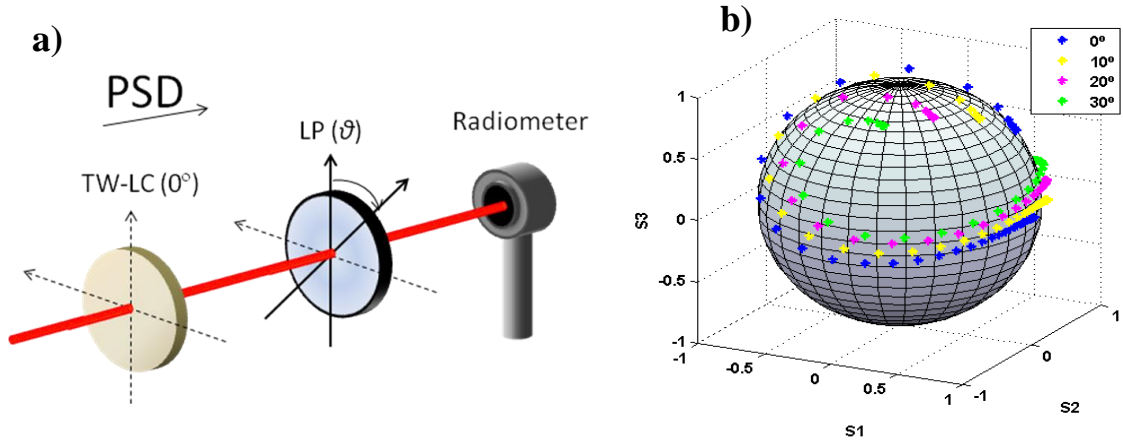 a)
PSD
TW-LC (0°)
LP (ϑ)
Radiometer
b)
0º
10º
20º
30º
1
0.5
0
-0.5
-1
S3
-1
-0.5
0
0.5
1
S1
-1
0
1
S2